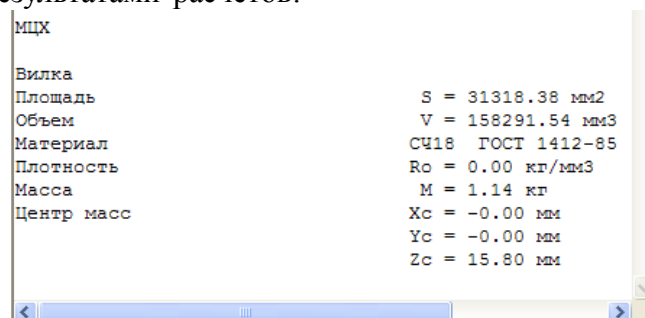 результатами расчетов.
МЦХ
Вилка
Площадь S = 31318.38 мм2
Объем V = 158291.54 мм3
Материал СЧ18 ГОСТ 1412-85
Плотность Ro = 0.00 кг/мм3
Масса M = 1.14 кг
Центр масс Xc = -0.00 мм
Yc = -0.00 мм
Zc = 15.80 мм